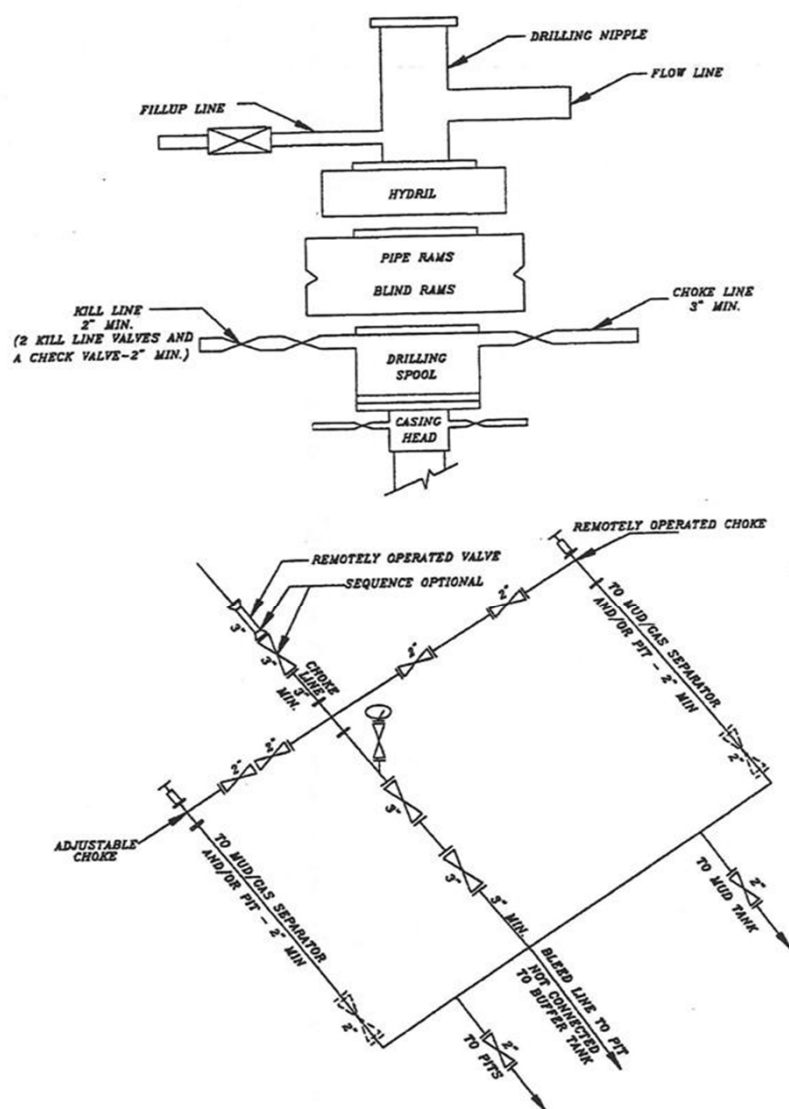 DRILLING NIPPLE
FLOW LINE
FILLUP LINE
HYDRIL
PIPE RAMS
BLIND RAMS
KILL LINE
2" MIN.
(2 KILL LINE VALVES AND
A CHECK VALVE-2" MIN.)
CHOKE LINE
3" MIN.
DRILLING
SPOOL
CASING
HEAD
REMOTELY OPERATED CHOKE
REMOTELY OPERATED VALVE
SEQUENCE OPTIONAL
3"
3"
CHOKE
LINE
3"
MIN.
2"
2"
TO MUD/GAS SEPARATOR
AND/OR PIT - 2" MIN
2"
2"
2"
3"
3"
3" MIN.
ADJUSTABLE
CHOKE
TO MUD/GAS SEPARATOR
AND/OR PIT - 2" MIN
2"
2"
TO MUD TANK
BLEED LINE TO PIT
NOT CONNECTED
TO BUFFER TANK
2"
TO PITS